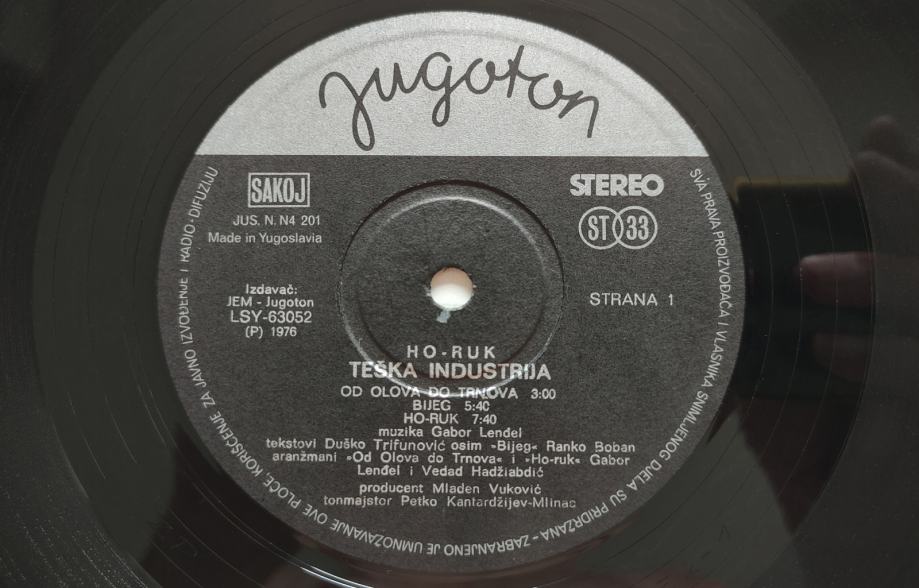 jugoton
SAKOJ
JUS. N. N4 201
Made in Yugoslavia
STEREO
ST 33
Izdavač:
JEM - Jugoton
LSY-63052
(P) 1976
STRANA 1
HO-RUK
TEŠKA INDUSTRIJA
OD OLOVA DO TRNOVA 3:00
BIJEG 5:40
HO-RUK 7:40
muzika Gabor Lenđel
tekstovi Duško Trifunović osim »Bijeg« Ranko Boban
aranžmani »Od Olova do Trnova« i »Ho-ruk« Gabor
Lenđel i Vedad Hadžiabdić
producent Mladen Vuković
tonmajstor Petko Kantardžijev-Mlinac
SVA PRAVA PROIZVOĐAČA I VLASNIKA SNIMLJENOG DJELA SU PRIDRŽANA - ZABRANJENO JE UMNOŽAVANJE OVE PLOČE, KORIŠĆENJE ZA JAVNO IZVOĐENJE I RADIO-DIFUZIJU